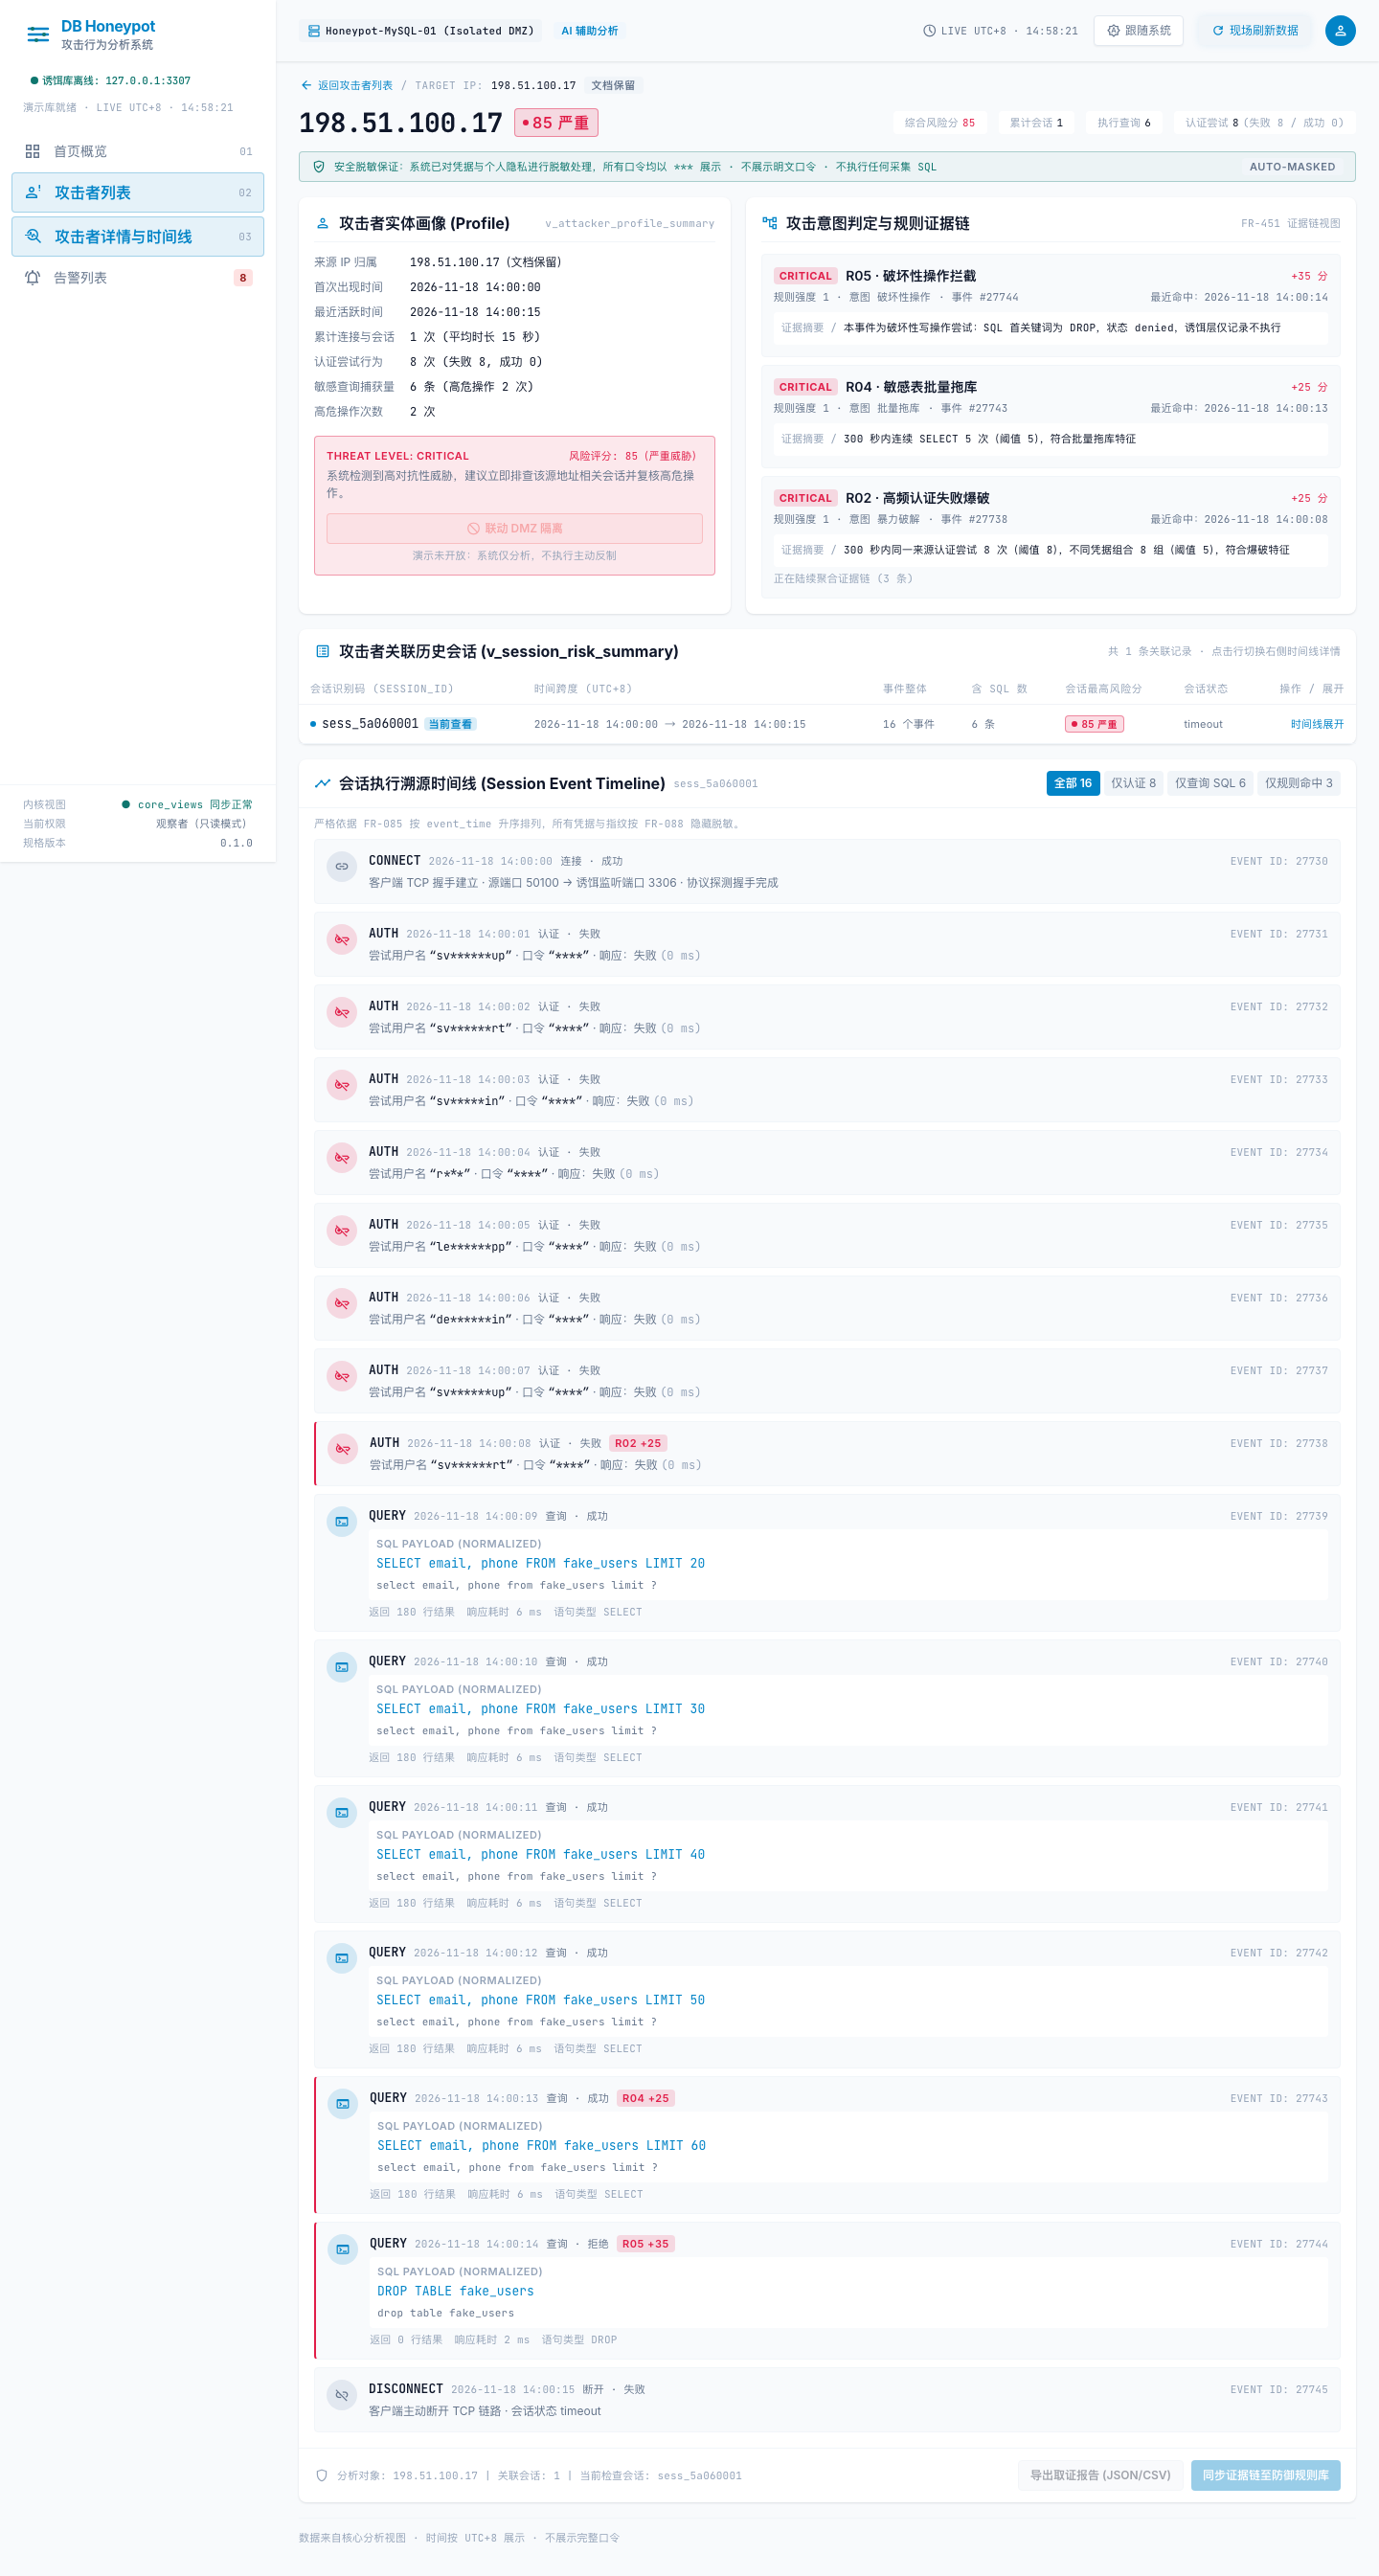 DB Honeypot
攻击行为分析系统
诱饵库离线: 127.0.0.1:3307
演示库就绪 · LIVE UTC+8 · 14:58:21
首页概览 01
攻击者列表 02
攻击者详情与时间线 03
告警列表 8
内核视图 core_views 同步正常
当前权限 观察者（只读模式）
规格版本 0.1.0
Honeypot-MySQL-01 (Isolated DMZ) AI 辅助分析 LIVE UTC+8 · 14:58:21 跟随系统 现场刷新数据
返回攻击者列表 / TARGET IP: 198.51.100.17 文档保留
198.51.100.17 85 严重 综合风险分 85 累计会话 1 执行查询 6 认证尝试 8 (失败 8 / 成功 0)
安全脱敏保证：系统已对凭据与个人隐私进行脱敏处理，所有口令均以 *** 展示 · 不展示明文口令 · 不执行任何采集 SQL AUTO-MASKED
攻击者实体画像 (Profile) v_attacker_profile_summary
来源 IP 归属 198.51.100.17（文档保留）
首次出现时间 2026-11-18 14:00:00
最近活跃时间 2026-11-18 14:00:15
累计连接与会话 1 次 (平均时长 15 秒)
认证尝试行为 8 次 (失败 8, 成功 0)
敏感查询捕获量 6 条 (高危操作 2 次)
高危操作次数 2 次
THREAT LEVEL: CRITICAL 风险评分: 85（严重威胁）
系统检测到高对抗性威胁，建议立即排查该源地址相关会话并复核高危操
作。
联动 DMZ 隔离
演示未开放：系统仅分析，不执行主动反制
攻击意图判定与规则证据链 FR-451 证据链视图
CRITICAL R05 · 破坏性操作拦截 +35 分
规则强度 1 · 意图 破坏性操作 · 事件 #27744 最近命中：2026-11-18 14:00:14
证据摘要 / 本事件为破坏性写操作尝试：SQL 首关键词为 DROP，状态 denied，诱饵层仅记录不执行
CRITICAL R04 · 敏感表批量拖库 +25 分
规则强度 1 · 意图 批量拖库 · 事件 #27743 最近命中：2026-11-18 14:00:13
证据摘要 / 300 秒内连续 SELECT 5 次（阈值 5），符合批量拖库特征
CRITICAL R02 · 高频认证失败爆破 +25 分
规则强度 1 · 意图 暴力破解 · 事件 #27738 最近命中：2026-11-18 14:00:08
证据摘要 / 300 秒内同一来源认证尝试 8 次（阈值 8），不同凭据组合 8 组（阈值 5），符合爆破特征
正在陆续聚合证据链 (3 条)
攻击者关联历史会话 (v_session_risk_summary) 共 1 条关联记录 · 点击行切换右侧时间线详情
会话识别码 (SESSION_ID) 时间跨度 (UTC+8) 事件整体 含 SQL 数 会话最高风险分 会话状态 操作 / 展开
sess_5a060001 当前查看 2026-11-18 14:00:00 → 2026-11-18 14:00:15 16 个事件 6 条 85 严重 timeout 时间线展开
会话执行溯源时间线 (Session Event Timeline) sess_5a060001 全部 16 仅认证 8 仅查询 SQL 6 仅规则命中 3
严格依据 FR-085 按 event_time 升序排列，所有凭据与指纹按 FR-088 隐藏脱敏。
CONNECT 2026-11-18 14:00:00 连接 · 成功 EVENT ID: 27730
客户端 TCP 握手建立 · 源端口 50100 → 诱饵监听端口 3306 · 协议探测握手完成
AUTH 2026-11-18 14:00:01 认证 · 失败 EVENT ID: 27731
尝试用户名 “sv******up” · 口令 “****” · 响应：失败 (0 ms)
AUTH 2026-11-18 14:00:02 认证 · 失败 EVENT ID: 27732
尝试用户名 “sv******rt” · 口令 “****” · 响应：失败 (0 ms)
AUTH 2026-11-18 14:00:03 认证 · 失败 EVENT ID: 27733
尝试用户名 “sv*****in” · 口令 “****” · 响应：失败 (0 ms)
AUTH 2026-11-18 14:00:04 认证 · 失败 EVENT ID: 27734
尝试用户名 “r***” · 口令 “****” · 响应：失败 (0 ms)
AUTH 2026-11-18 14:00:05 认证 · 失败 EVENT ID: 27735
尝试用户名 “le******pp” · 口令 “****” · 响应：失败 (0 ms)
AUTH 2026-11-18 14:00:06 认证 · 失败 EVENT ID: 27736
尝试用户名 “de******in” · 口令 “****” · 响应：失败 (0 ms)
AUTH 2026-11-18 14:00:07 认证 · 失败 EVENT ID: 27737
尝试用户名 “sv******up” · 口令 “****” · 响应：失败 (0 ms)
AUTH 2026-11-18 14:00:08 认证 · 失败 R02 +25 EVENT ID: 27738
尝试用户名 “sv******rt” · 口令 “****” · 响应：失败 (0 ms)
QUERY 2026-11-18 14:00:09 查询 · 成功 EVENT ID: 27739
SQL PAYLOAD (NORMALIZED)
SELECT email, phone FROM fake_users LIMIT 20
select email, phone from fake_users limit ?
返回 180 行结果 响应耗时 6 ms 语句类型 SELECT
QUERY 2026-11-18 14:00:10 查询 · 成功 EVENT ID: 27740
SQL PAYLOAD (NORMALIZED)
SELECT email, phone FROM fake_users LIMIT 30
select email, phone from fake_users limit ?
返回 180 行结果 响应耗时 6 ms 语句类型 SELECT
QUERY 2026-11-18 14:00:11 查询 · 成功 EVENT ID: 27741
SQL PAYLOAD (NORMALIZED)
SELECT email, phone FROM fake_users LIMIT 40
select email, phone from fake_users limit ?
返回 180 行结果 响应耗时 6 ms 语句类型 SELECT
QUERY 2026-11-18 14:00:12 查询 · 成功 EVENT ID: 27742
SQL PAYLOAD (NORMALIZED)
SELECT email, phone FROM fake_users LIMIT 50
select email, phone from fake_users limit ?
返回 180 行结果 响应耗时 6 ms 语句类型 SELECT
QUERY 2026-11-18 14:00:13 查询 · 成功 R04 +25 EVENT ID: 27743
SQL PAYLOAD (NORMALIZED)
SELECT email, phone FROM fake_users LIMIT 60
select email, phone from fake_users limit ?
返回 180 行结果 响应耗时 6 ms 语句类型 SELECT
QUERY 2026-11-18 14:00:14 查询 · 拒绝 R05 +35 EVENT ID: 27744
SQL PAYLOAD (NORMALIZED)
DROP TABLE fake_users
drop table fake_users
返回 0 行结果 响应耗时 2 ms 语句类型 DROP
DISCONNECT 2026-11-18 14:00:15 断开 · 失败 EVENT ID: 27745
客户端主动断开 TCP 链路 · 会话状态 timeout
分析对象: 198.51.100.17 | 关联会话: 1 | 当前检查会话: sess_5a060001 导出取证报告 (JSON/CSV) 同步证据链至防御规则库
数据来自核心分析视图 · 时间按 UTC+8 展示 · 不展示完整口令